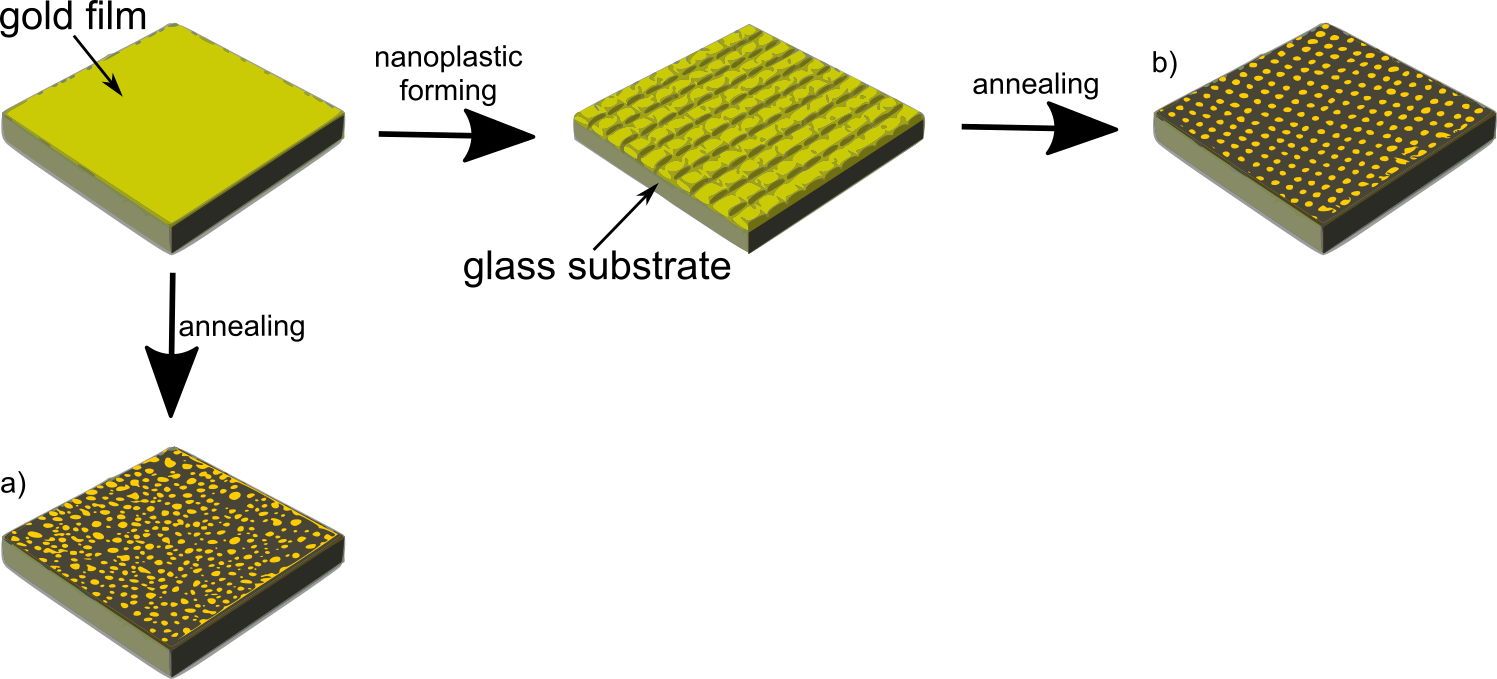 gold film
nanoplastic
forming
annealing
b)
glass substrate
annealing
a)